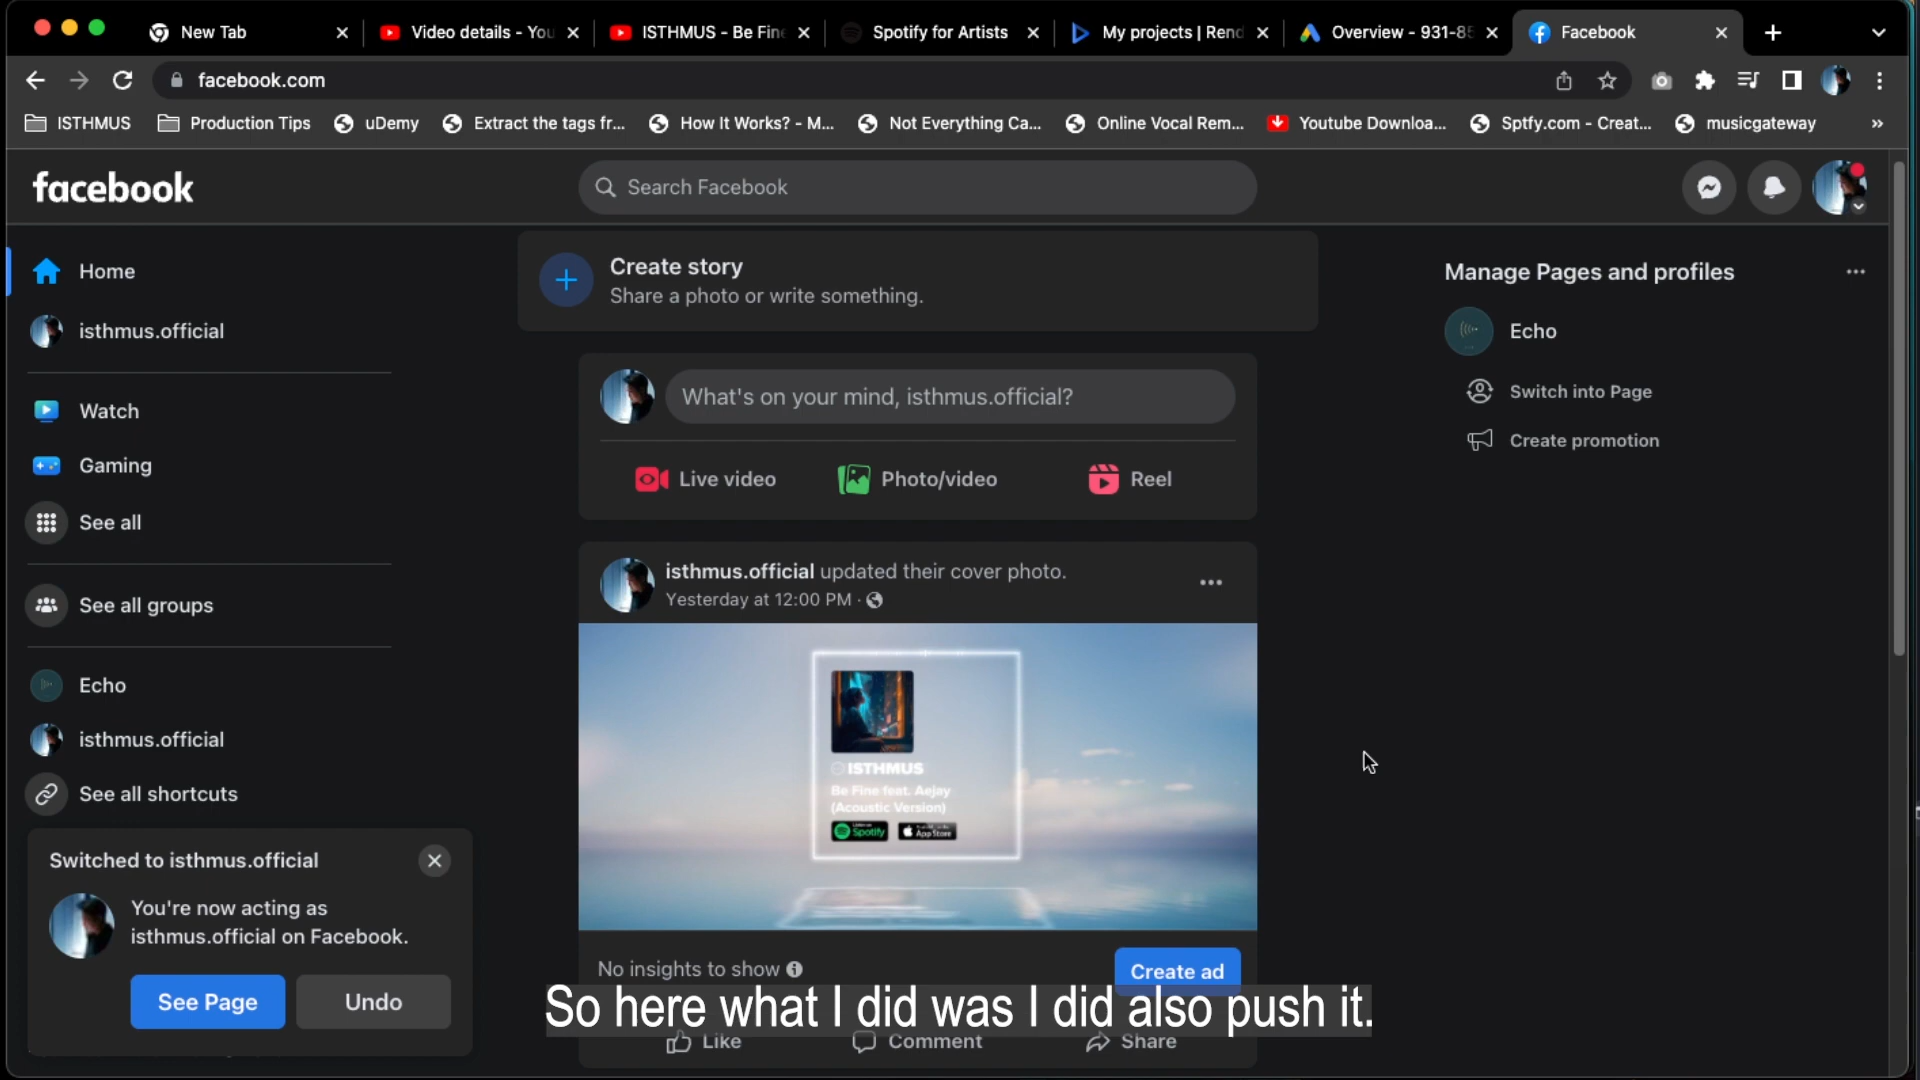 New Tab
Video details - You
ISTHMUS - Be Fine
Spotify for Artists
My projects | Rend
Overview - 931-85
Facebook
facebook.com
ISTHMUS
Production Tips
uDemy
Extract the tags fr...
How It Works? - M...
Not Everything Ca...
Online Vocal Rem...
Youtube Downloa...
Sptfy.com - Creat...
musicgateway
»
facebook
Search Facebook
Home
isthmus.official
Watch
Gaming
See all
See all groups
Echo
isthmus.official
See all shortcuts
Switched to isthmus.official
You're now acting as
isthmus.official on Facebook.
See Page
Undo
Create story
Share a photo or write something.
What's on your mind, isthmus.official?
Live video
Photo/video
Reel
isthmus.official updated their cover photo.
Yesterday at 12:00 PM ·
ISTHMUS
Be Fine feat. Aejay
(Acoustic Version)
Spotify
App Store
No insights to show
Create ad
So here what I did was I did also push it.
Like
Comment
Share
Manage Pages and profiles
Echo
Switch into Page
Create promotion